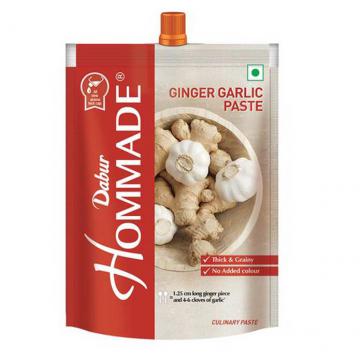 Dabur
HOMMADE®
GINGER GARLIC
PASTE
✓ Thick & Grainy
✓ No Added colour
1.25 cm long ginger piece
and 4-6 cloves of garlic
CULINARY PASTE